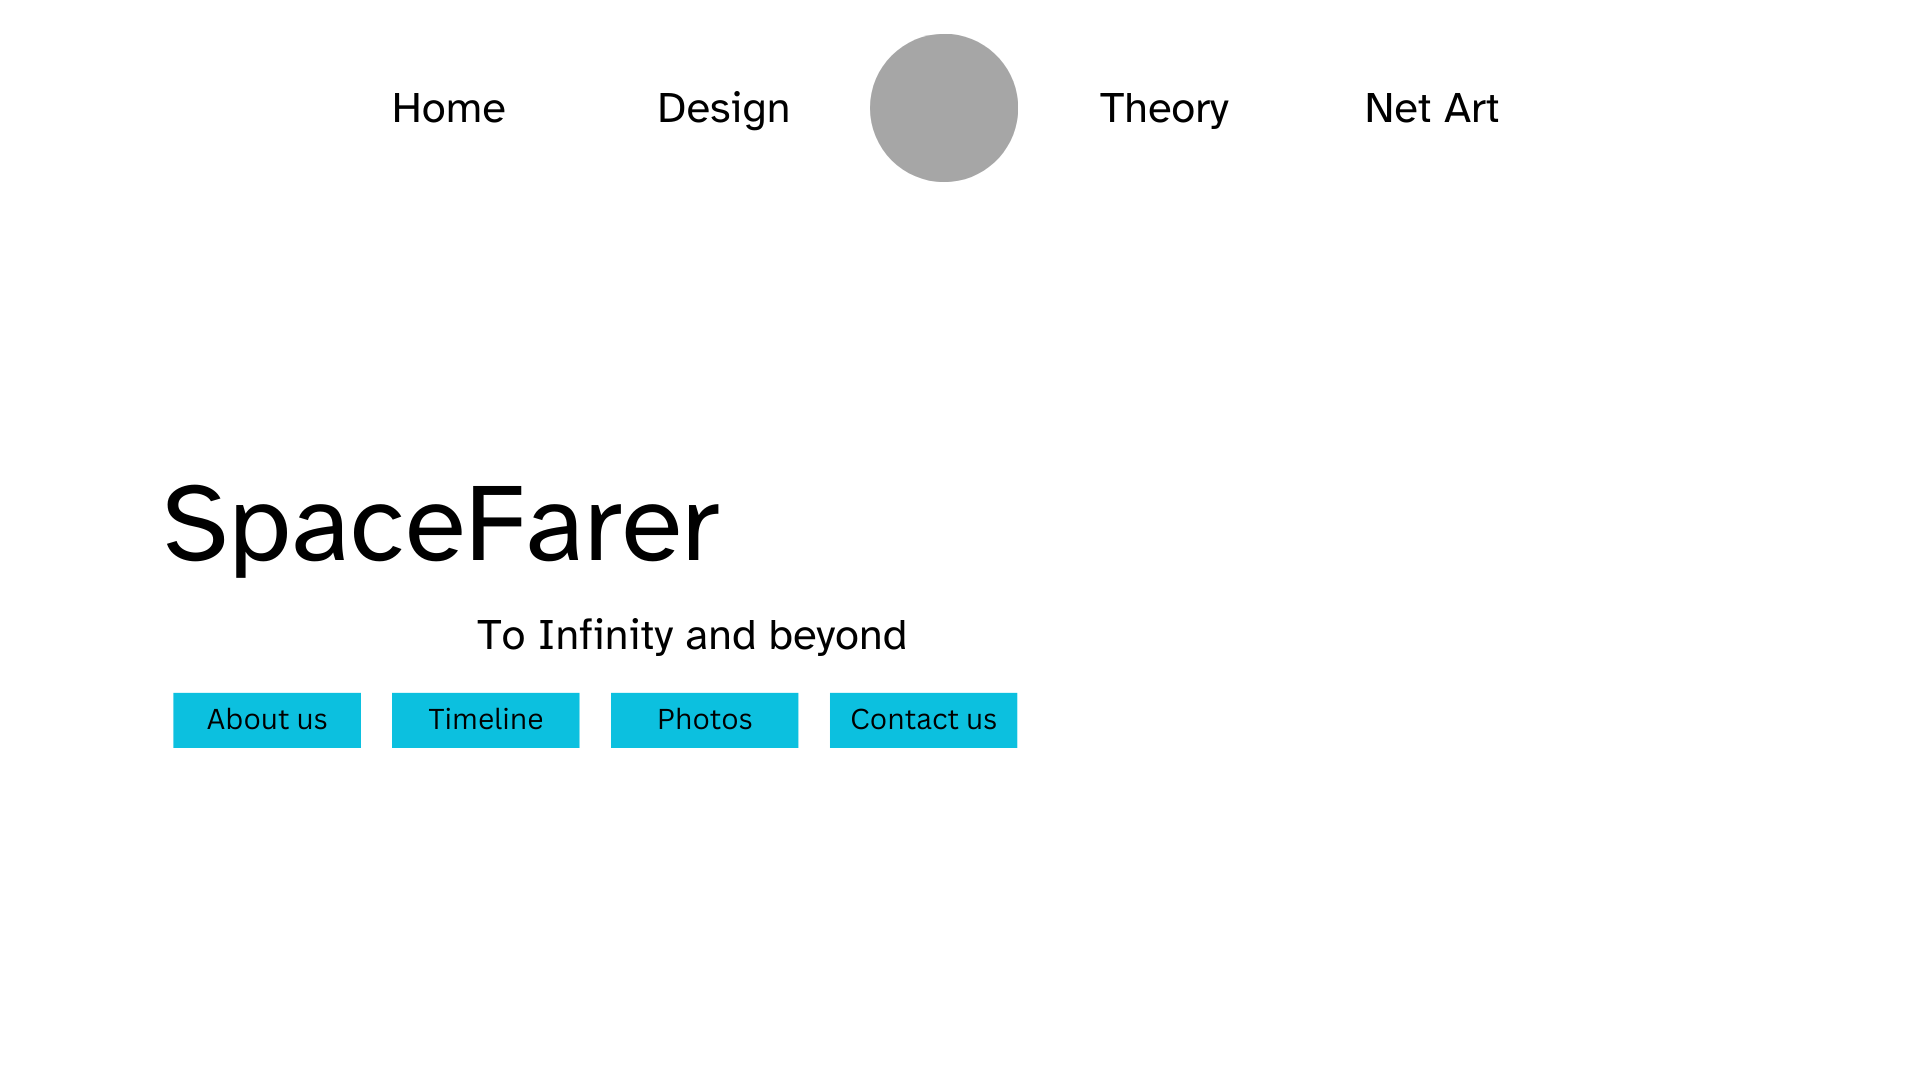 Home Design Theory Net Art
SpaceFarer
To Infinity and beyond
About us Timeline Photos Contact us